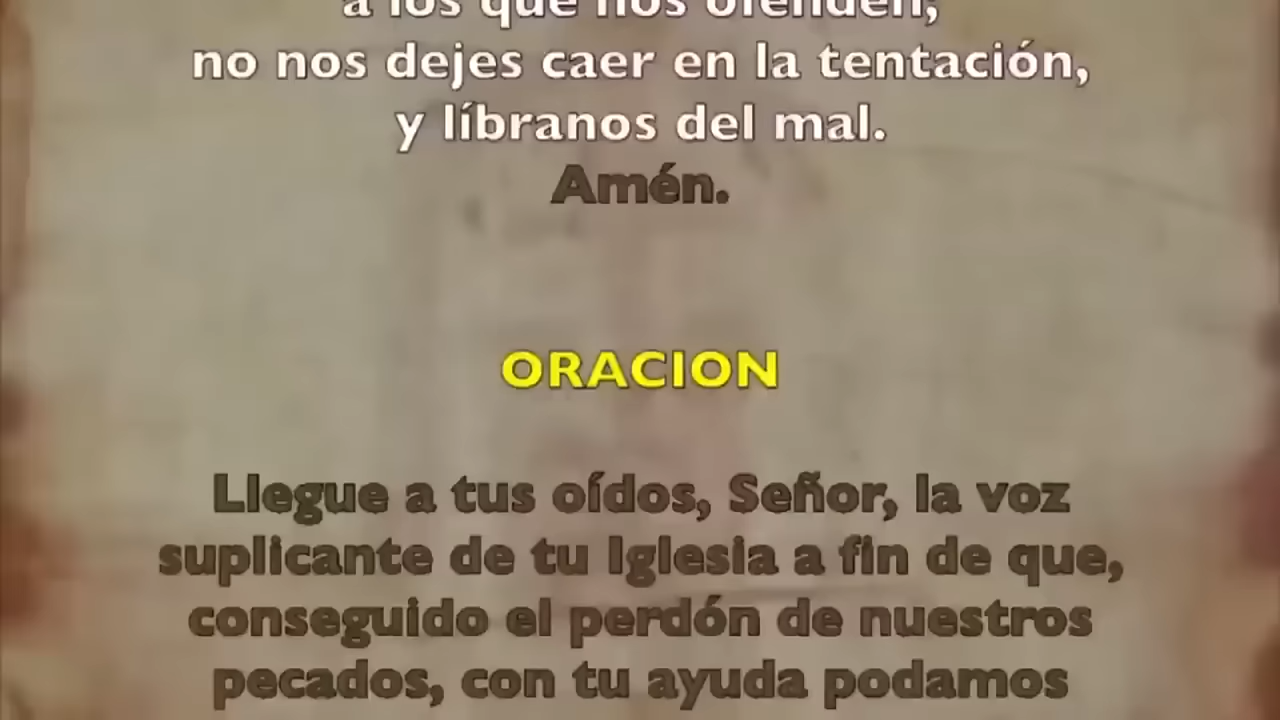 a los que nos ofenden;
no nos dejes caer en la tentación,
y líbranos del mal.
Amén.
ORACION
Llegue a tus oídos, Señor, la voz
suplicante de tu Iglesia a fin de que,
conseguido el perdón de nuestros
pecados, con tu ayuda podamos